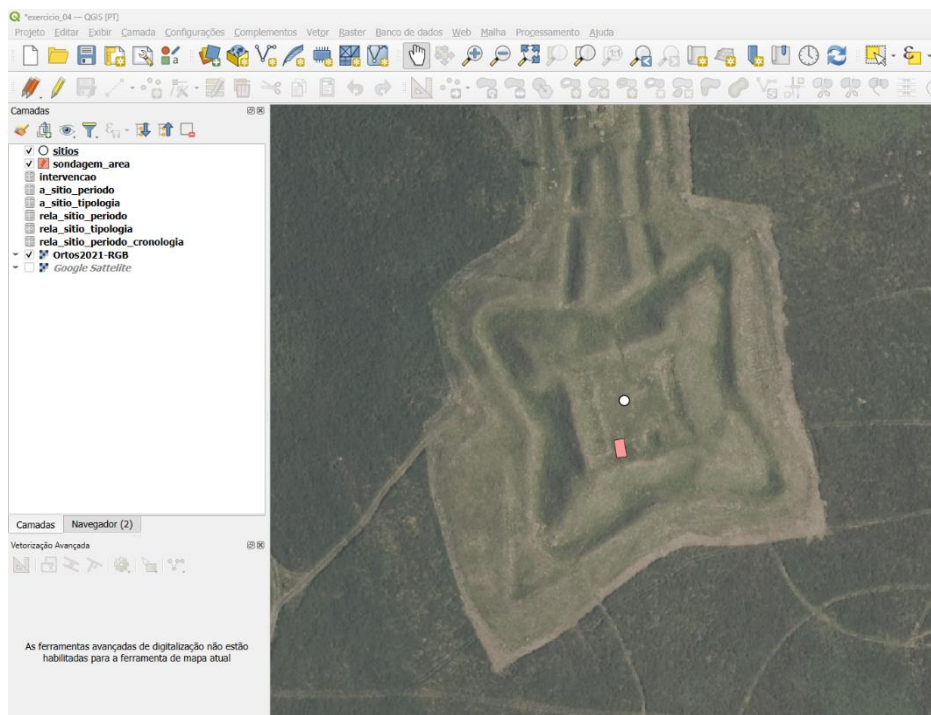 *exercicio_04 — QGIS [PT]
Projeto Editar Exibir Camada Configurações Complementos Vetor Raster Banco de dados Web Malha Processamento Ajuda
Camadas
sitios
sondagem_area
intervencao
a_sitio_periodo
a_sitio_tipologia
rela_sitio_periodo
rela_sitio_tipologia
rela_sitio_periodo_cronologia
Ortos2021-RGB
Google Sattelite
Camadas Navegador (2)
Vetorização Avançada
As ferramentas avançadas de digitalização não estão
habilitadas para a ferramenta de mapa atual